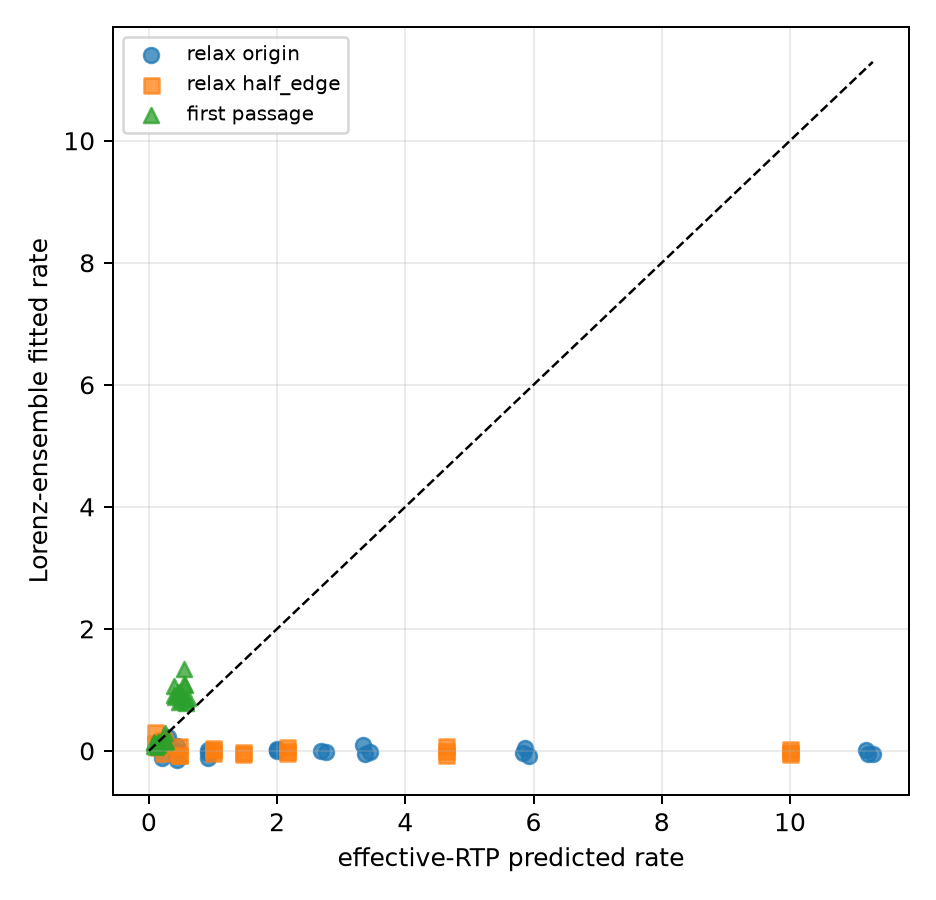 relax origin
relax half_edge
first passage
10
8
6
4
2
0
Lorenz-ensemble fitted rate
0 2 4 6 8 10
effective-RTP predicted rate